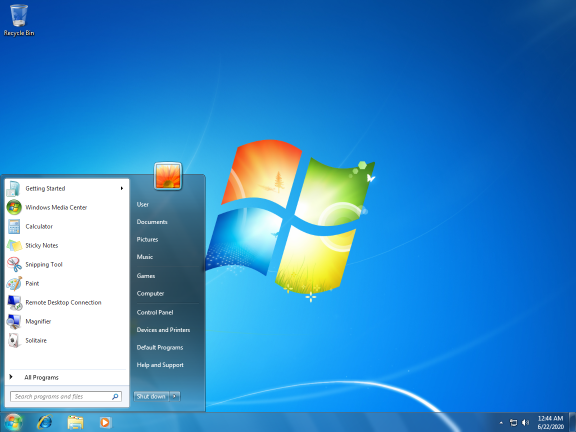 Recycle Bin
Getting Started
Windows Media Center
Calculator
Sticky Notes
Snipping Tool
Paint
Remote Desktop Connection
Magnifier
Solitaire
All Programs
Search programs and files
User
Documents
Pictures
Music
Games
Computer
Control Panel
Devices and Printers
Default Programs
Help and Support
Shut down
12:44 AM
6/22/2020